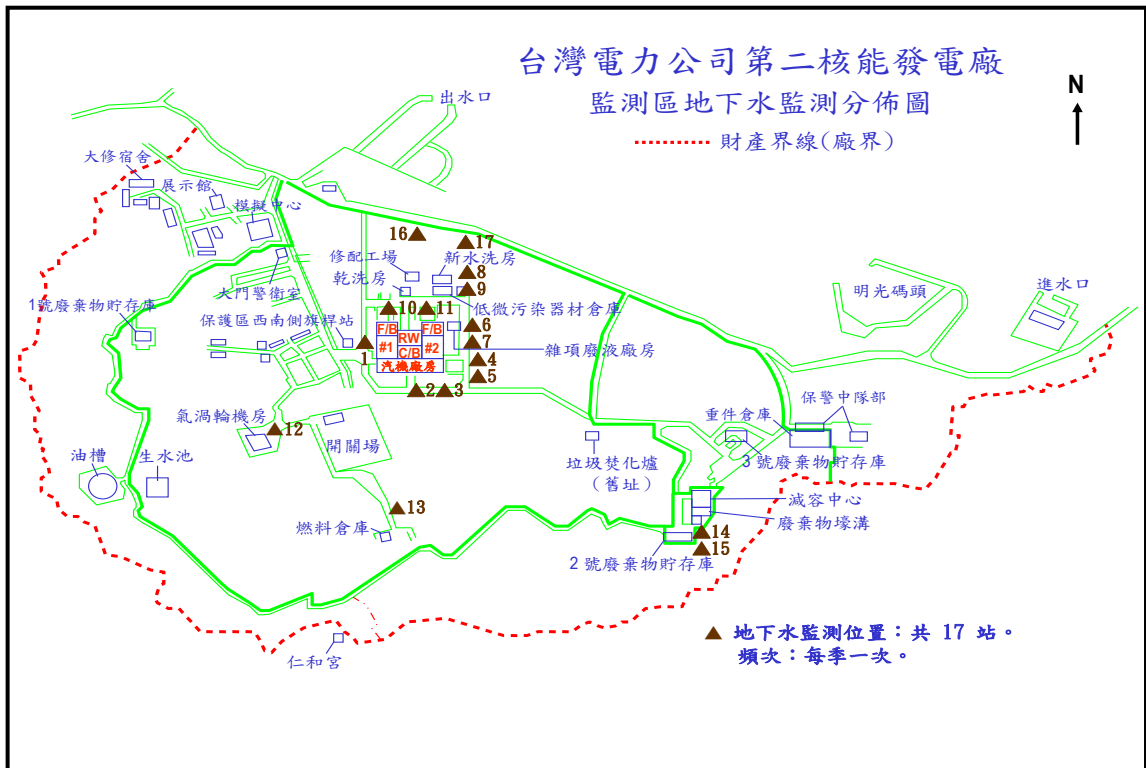 台灣電力公司第二核能發電廠
監測區地下水監測分佈圖
財產界線(廠界)
N
出水口
大修宿舍
展示館
模擬中心
16
17
修配工場
新水洗房
8
乾洗房
9
大門警衛室
明光碼頭
進水口
1號廢棄物貯存庫
10
11
低微污染器材倉庫
保護區西南側旗桿站
F/B
F/B
6
RW
#1
#2
7
雜項廢液廠房
1
C/B
4
汽機廠房
5
2
3
保警中隊部
氣渦輪機房
12
重件倉庫
開關場
油槽
生水池
垃圾焚化爐
(舊址)
3號廢棄物貯存庫
減容中心
13
廢棄物壕溝
燃料倉庫
14
15
2號廢棄物貯存庫
仁和宮
地下水監測位置：共 17 站。
頻次：每季一次。